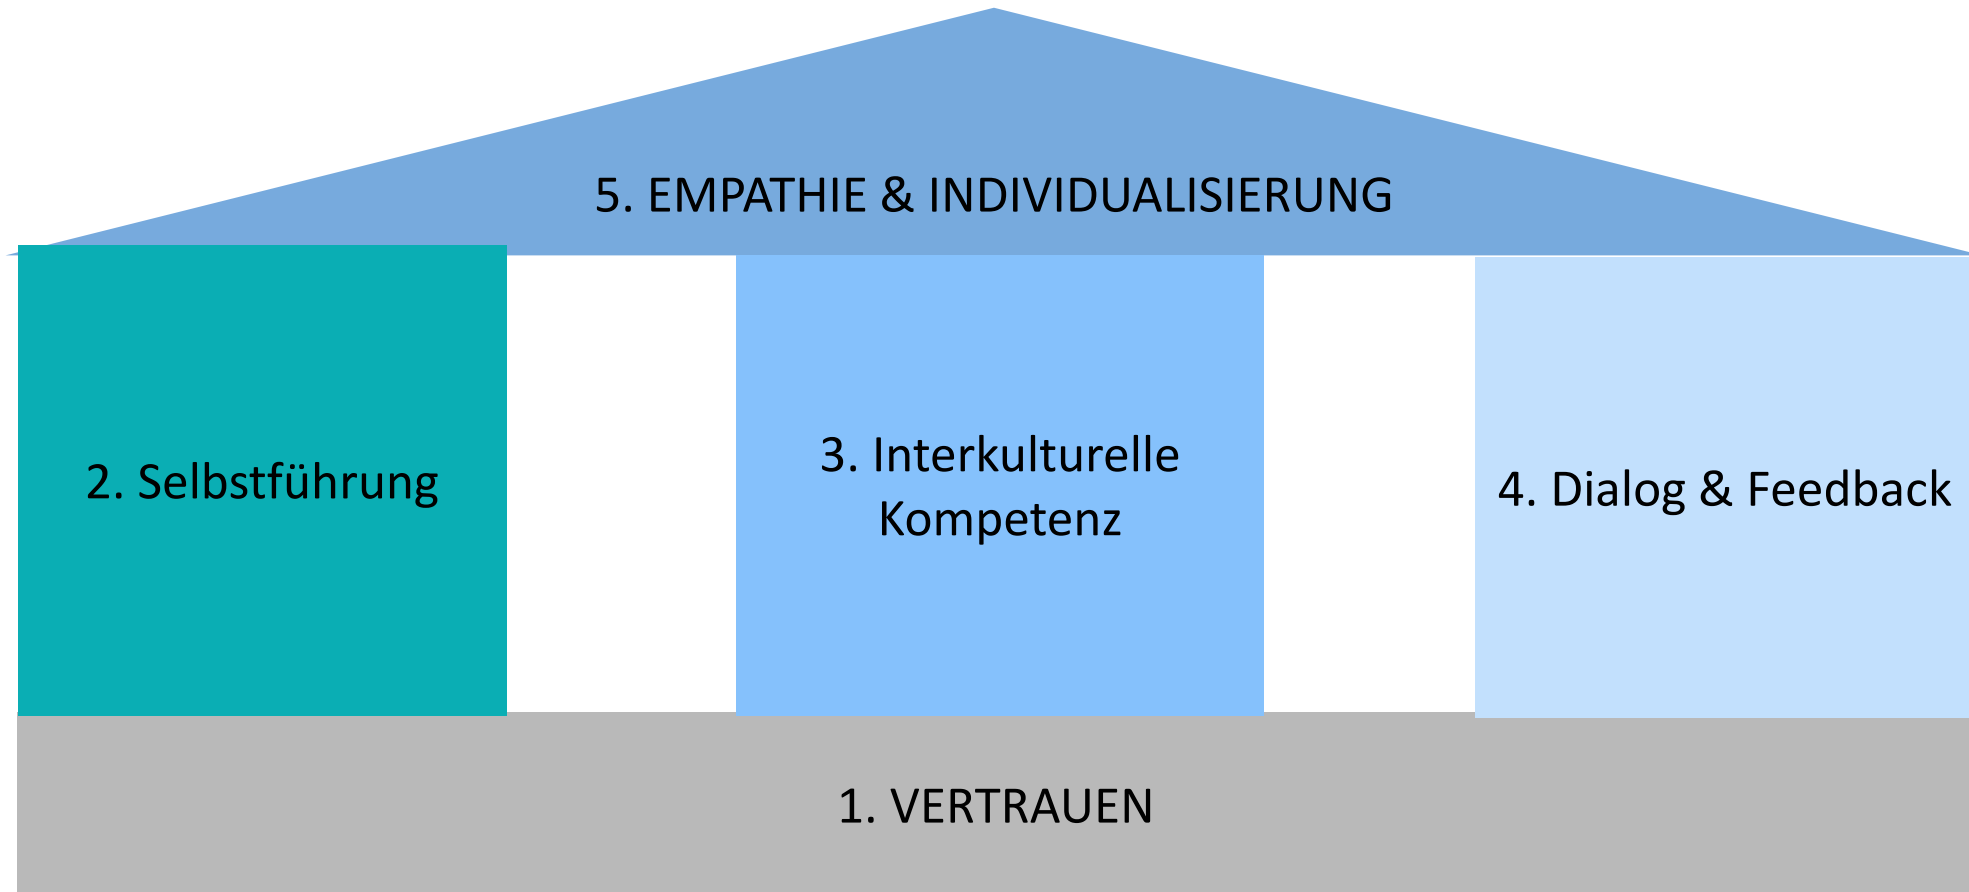 5. EMPATHIE & INDIVIDUALISIERUNG
2. Selbstführung
3. Interkulturelle
Kompetenz
4. Dialog & Feedback
1. VERTRAUEN